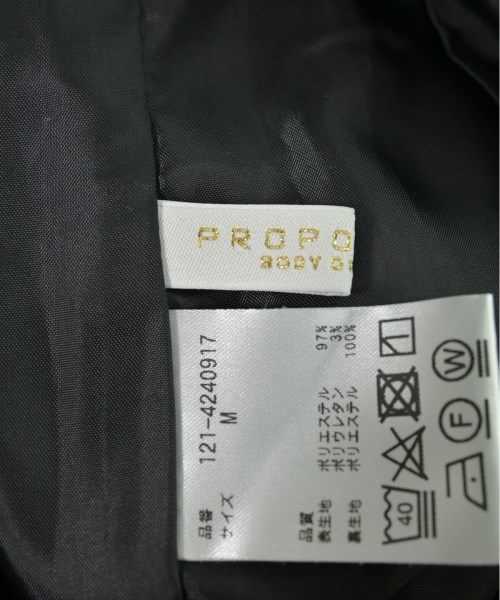 PROPO
BODY D
品番 121-4240917
サイズ M
品質
表生地 ポリエステル 97%
ポリウレタン 3%
裏生地 ポリエステル 100%
40
F
W